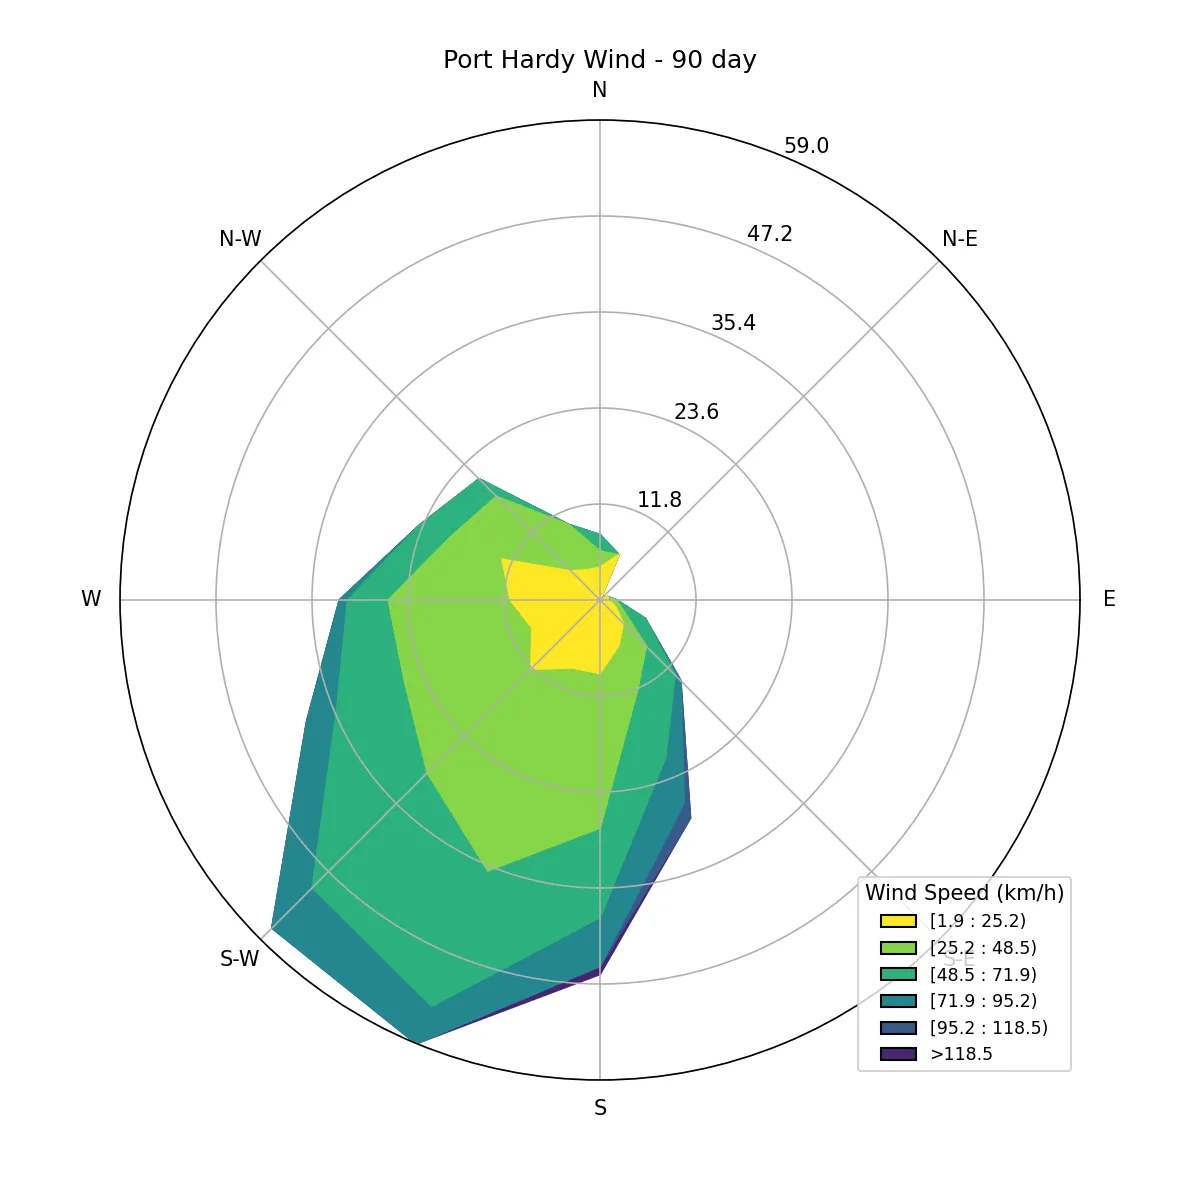 Port Hardy Wind - 90 day
N
59.0
47.2
N-W
N-E
35.4
23.6
11.8
W
E
S-W
S-E
Wind Speed (km/h)
[1.9 : 25.2)
[25.2 : 48.5)
[48.5 : 71.9)
[71.9 : 95.2)
[95.2 : 118.5)
>118.5
S